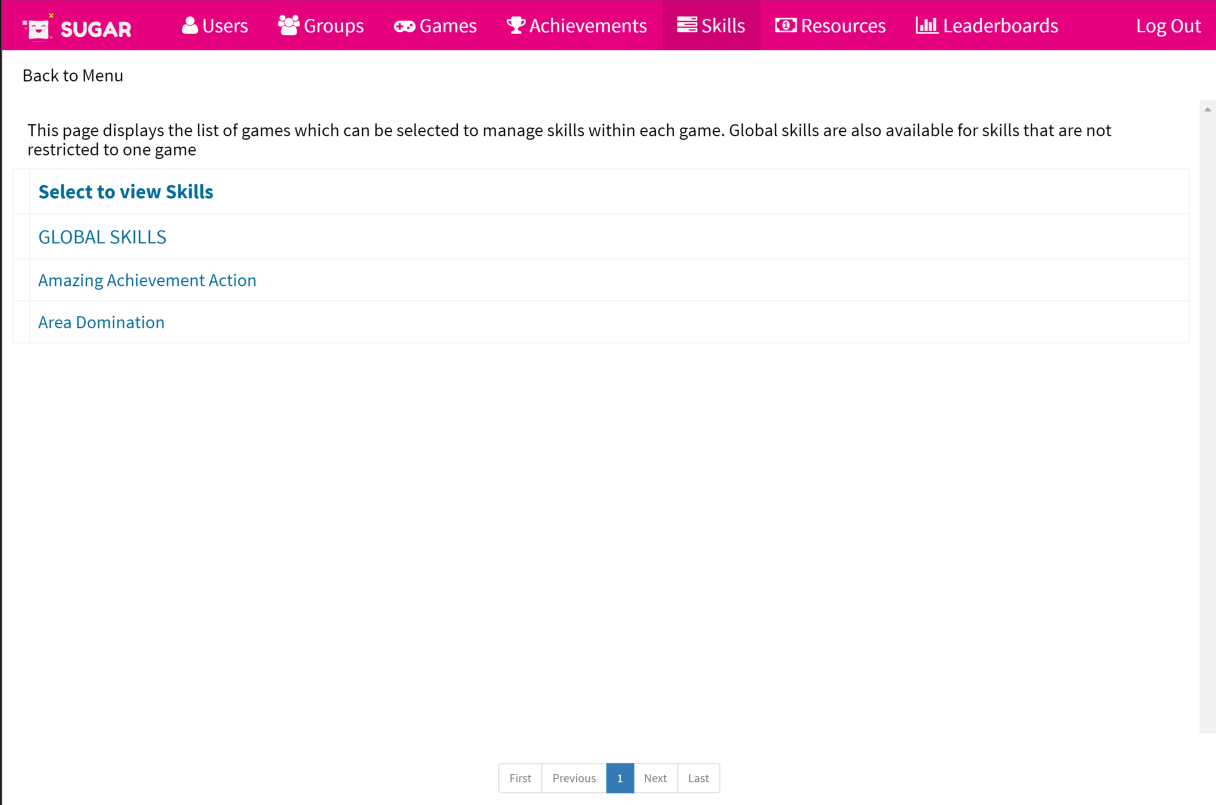 SUGAR Users Groups Games Achievements Skills Resources Leaderboards Log Out
Back to Menu
This page displays the list of games which can be selected to manage skills within each game. Global skills are also available for skills that are not
restricted to one game
Select to view Skills
GLOBAL SKILLS
Amazing Achievement Action
Area Domination
First Previous 1 Next Last